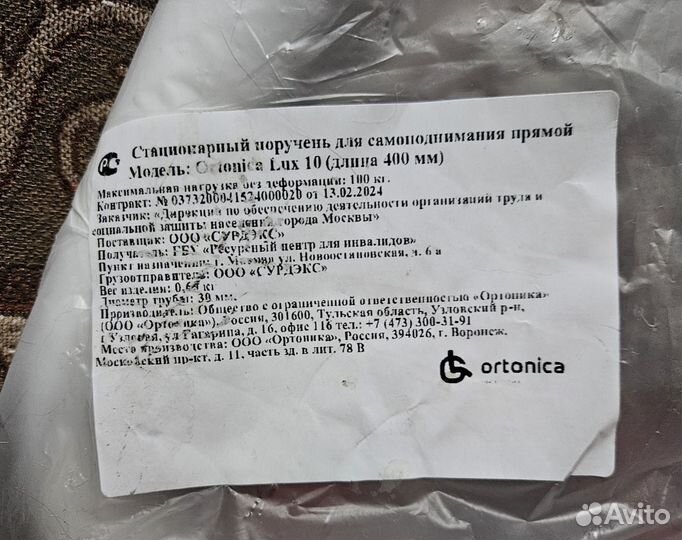 Стационарный поручень для самоподнимания прямой
Модель: Ortonica Lux 10 (длина 400 мм)
Максимальная нагрузка без деформации: 100 кг.
Контракт: № 0373200041524000020 от 13.02.2024
Заказчик: «Дирекция по обеспечению деятельности организаций труда и
социальной защиты населения города Москвы»
Поставщик: ООО «СУРДЭКС»
Получатель: ГБУ «Ресурсный центр для инвалидов»
Пункт назначения: г. Москва ул. Новоостановская, д. 6 а
Грузоотправитель: ООО «СУРДЭКС»
Вес изделия: кг
Диаметр трубы: 30 мм.
Производитель: Общество с ограниченной ответственностью «Ортоника»
(ООО «Ортоника»), Россия, 301600, Тульская область, Узловский р-н,
г Узловая, ул Гагарина, д. 16, офис 116 тел.: +7 (473) 300-31-91
Место производства: ООО «Ортоника», Россия, 394026, г. Воронеж,
Московский пр-кт, д. 11, часть зд. в лит. 78 В
ortonica
Avito